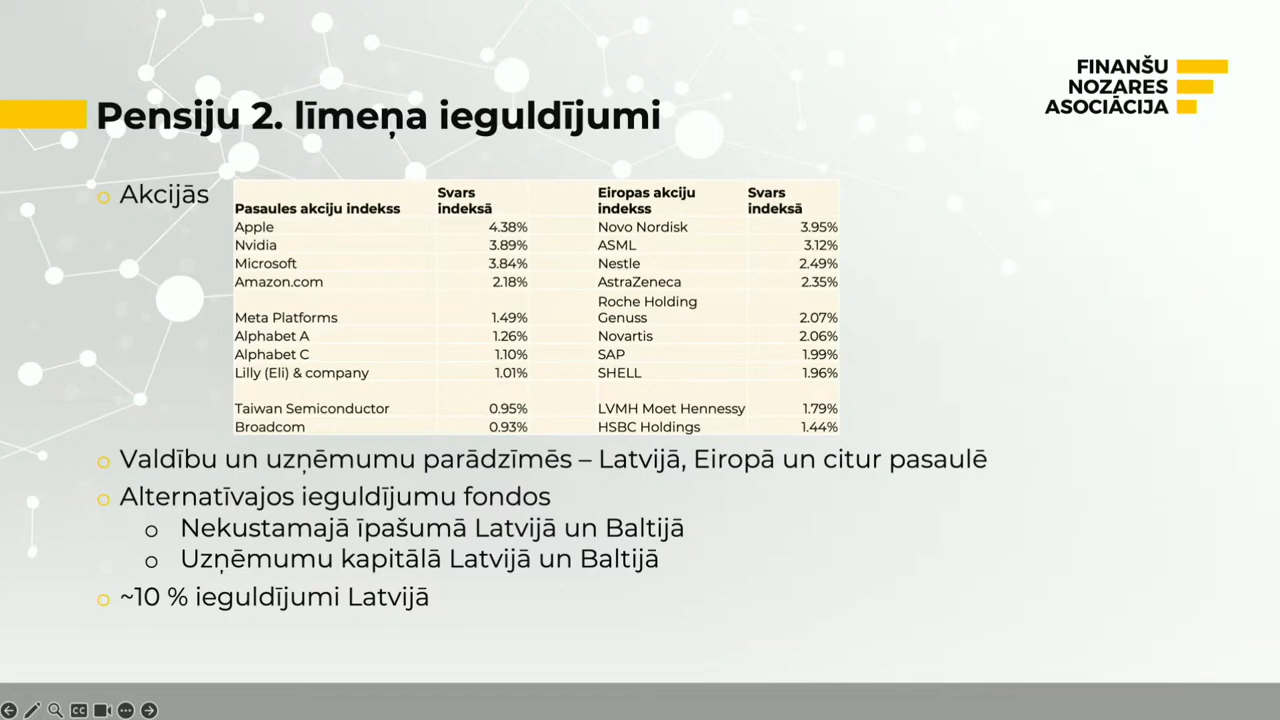 FINANŠU
NOZARES
ASOCIĀCIJA
Pensiju 2. līmeņa ieguldījumi
Akcijās
Pasaules akciju indekss Svars indeksā Eiropas akciju indekss Svars indeksā
Apple 4.38% Novo Nordisk 3.95%
Nvidia 3.89% ASML 3.12%
Microsoft 3.84% Nestle 2.49%
Amazon.com 2.18% AstraZeneca 2.35%
Meta Platforms 1.49% Roche Holding Genuss 2.07%
Alphabet A 1.26% Novartis 2.06%
Alphabet C 1.10% SAP 1.99%
Lilly (Eli) & company 1.01% SHELL 1.96%
Taiwan Semiconductor 0.95% LVMH Moet Hennessy 1.79%
Broadcom 0.93% HSBC Holdings 1.44%
Valdību un uzņēmumu parādzīmēs – Latvijā, Eiropā un citur pasaulē
Alternatīvajos ieguldījumu fondos
Nekustamajā īpašumā Latvijā un Baltijā
Uzņēmumu kapitālā Latvijā un Baltijā
~10 % ieguldījumi Latvijā
CC